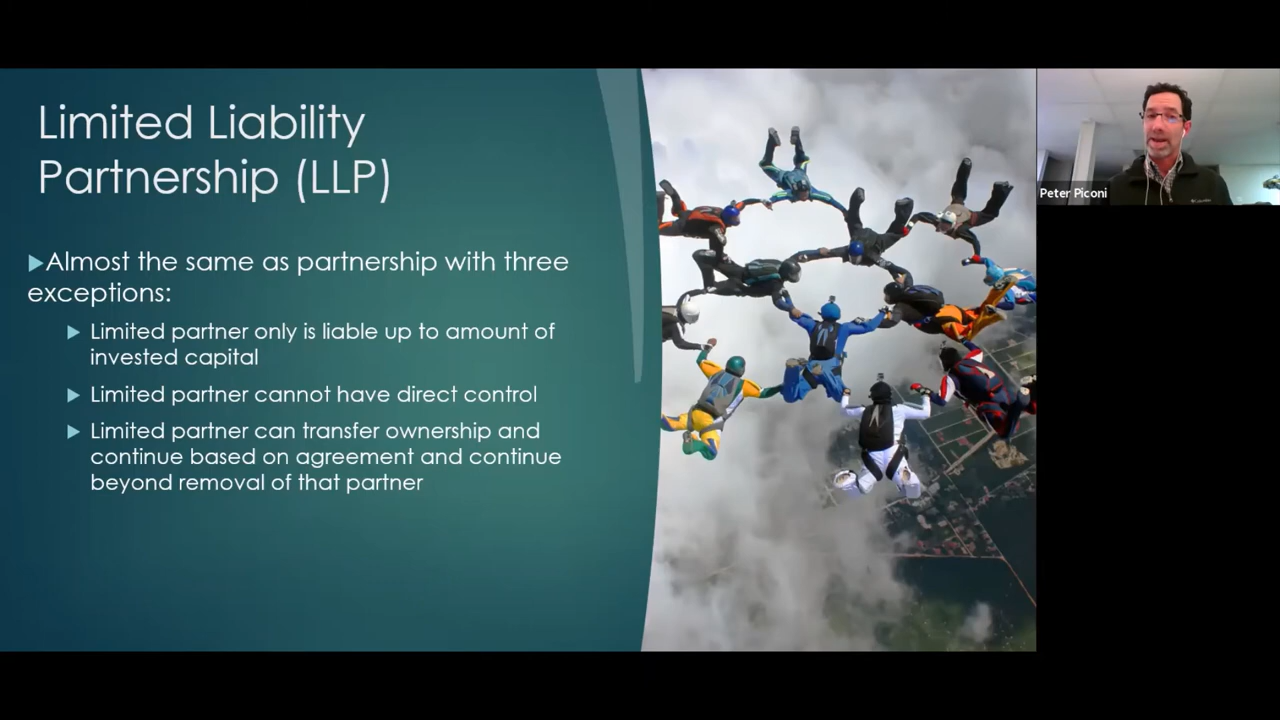 Limited Liability
Partnership (LLP)
▶Almost the same as partnership with three
exceptions:
▶ Limited partner only is liable up to amount of
invested capital
▶ Limited partner cannot have direct control
▶ Limited partner can transfer ownership and
continue based on agreement and continue
beyond removal of that partner
Peter Piconi